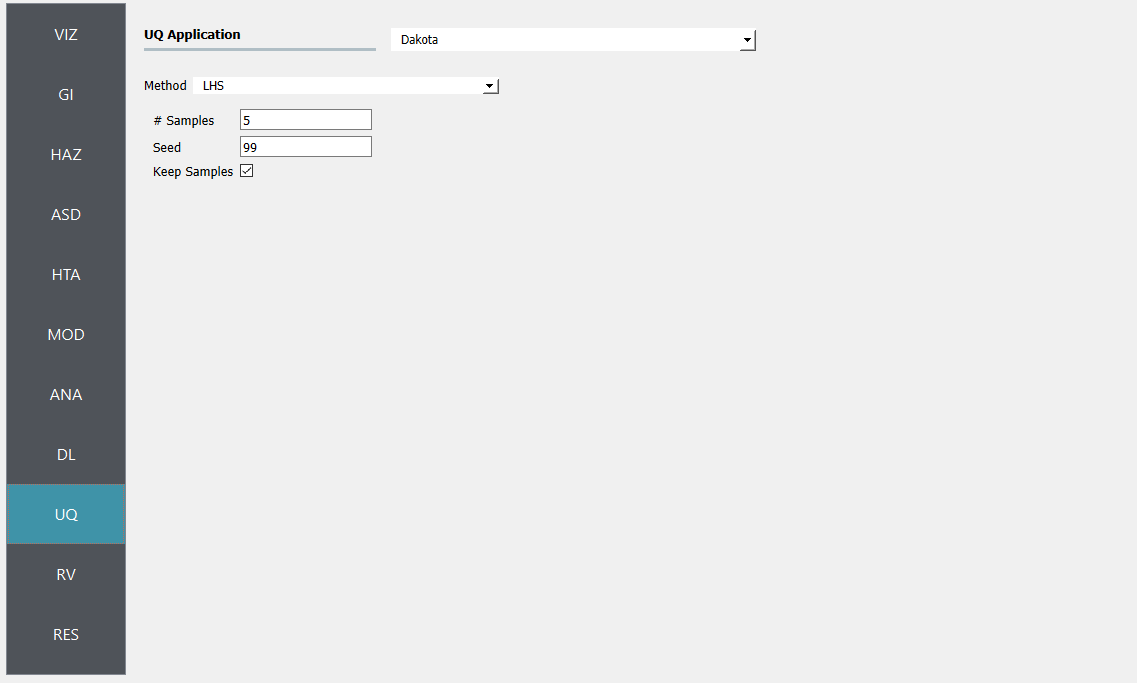 VIZ
GI
HAZ
ASD
HTA
MOD
ANA
DL
UQ
RV
RES
UQ Application
Dakota
Method LHS
# Samples 5
Seed 99
Keep Samples